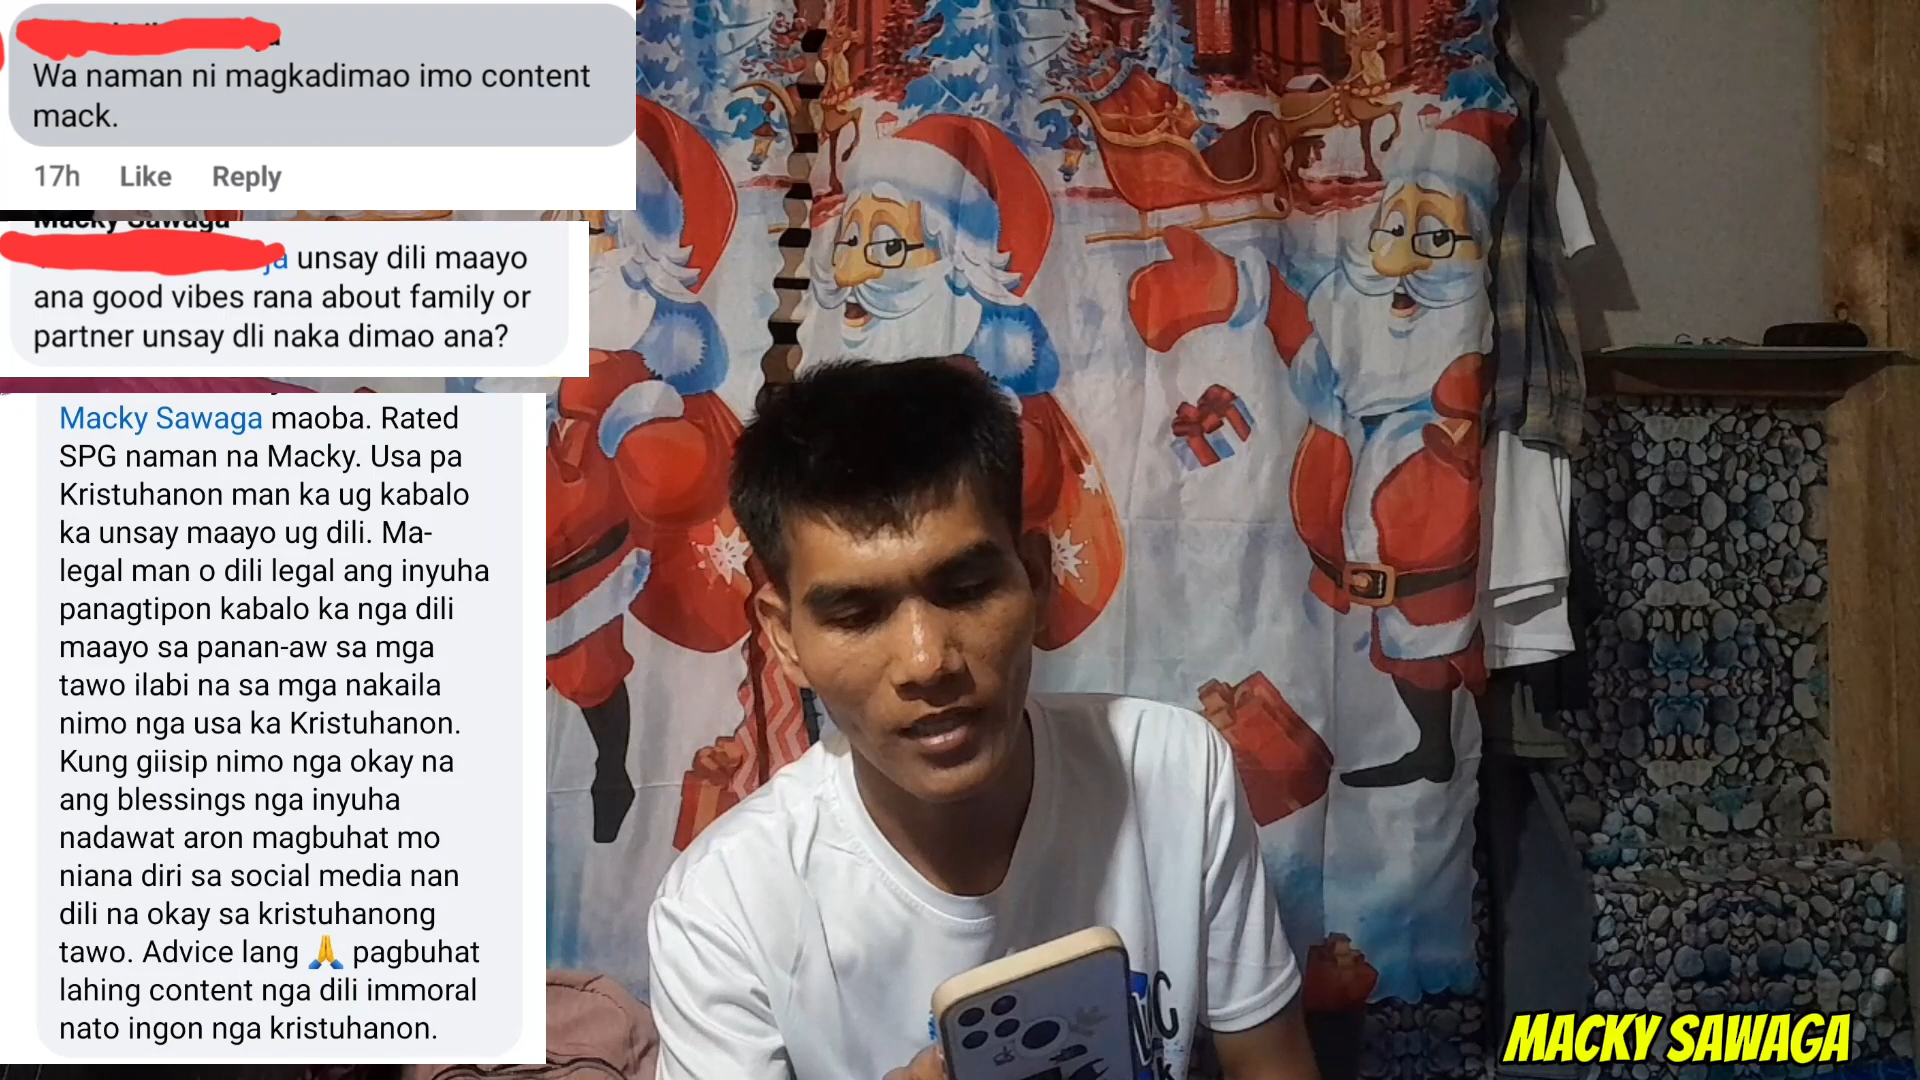 Wa naman ni magkadimao imo content
mack.
17h Like Reply
Macky Sawaga
unsay dili maayo
ana good vibes rana about family or
partner unsay dli naka dimao ana?
Macky Sawaga maoba. Rated
SPG naman na Macky. Usa pa
Kristuhanon man ka ug kabalo
ka unsay maayo ug dili. Ma-
legal man o dili legal ang inyuha
panagtipon kabalo ka nga dili
maayo sa panan-aw sa mga
tawo ilabi na sa mga nakaila
nimo nga usa ka Kristuhanon.
Kung giisip nimo nga okay na
ang blessings nga inyuha
nadawat aron magbuhat mo
niana diri sa social media nan
dili na okay sa kristuhanong
tawo. Advice lang 🙏 pagbuhat
lahing content nga dili immoral
nato ingon nga kristuhanon.
MACKY SAWAGA